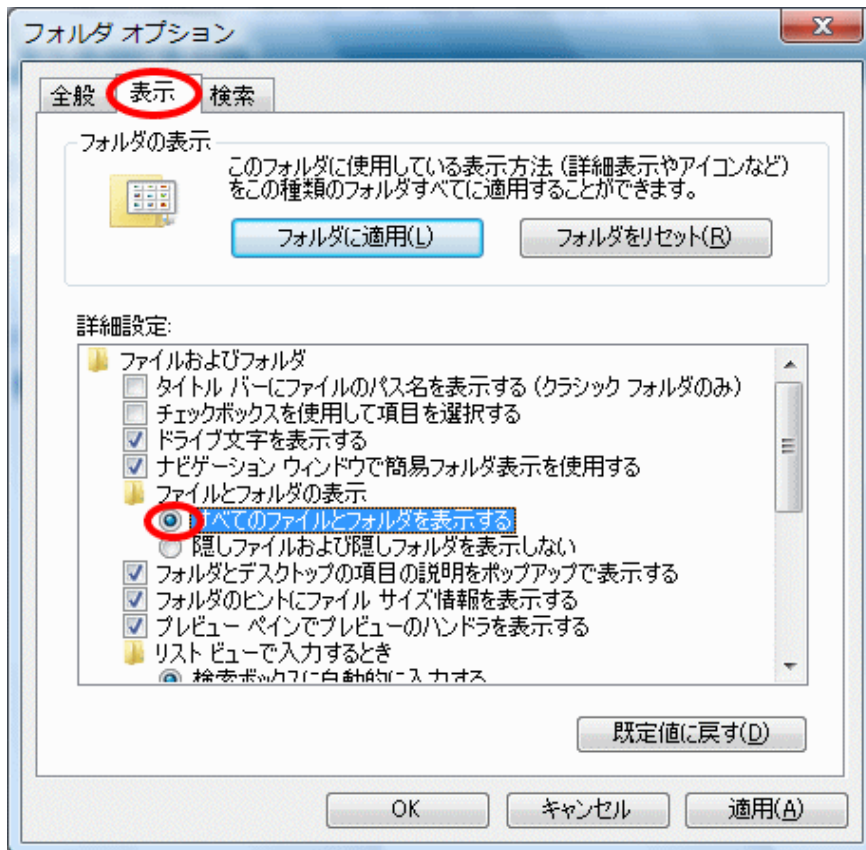 フォルダ オプション
全般
表示
検索
フォルダの表示
このフォルダに使用している表示方法（詳細表示やアイコンなど）
をこの種類のフォルダすべてに適用することができます。
フォルダに適用(L)
フォルダをリセット(R)
詳細設定:
ファイルおよびフォルダ
タイトル バーにファイルのパス名を表示する（クラシック フォルダのみ）
チェックボックスを使用して項目を選択する
ドライブ文字を表示する
ナビゲーション ウィンドウで簡易フォルダ表示を使用する
ファイルとフォルダの表示
すべてのファイルとフォルダを表示する
隠しファイルおよび隠しフォルダを表示しない
フォルダとデスクトップの項目の説明をポップアップで表示する
フォルダのヒントにファイル サイズ情報を表示する
プレビュー ペインでプレビューのハンドラを表示する
リスト ビューで入力するとき
検索ボックスに自動的に入力する
既定値に戻す(D)
OK
キャンセル
適用(A)